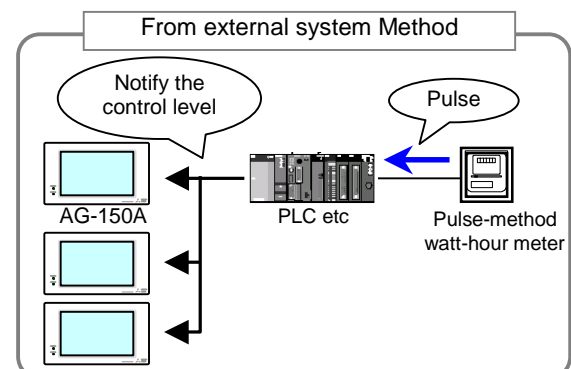 From external system Method
Notify the
control level
Pulse
AG-150A
PLC etc
Pulse-method
watt-hour meter